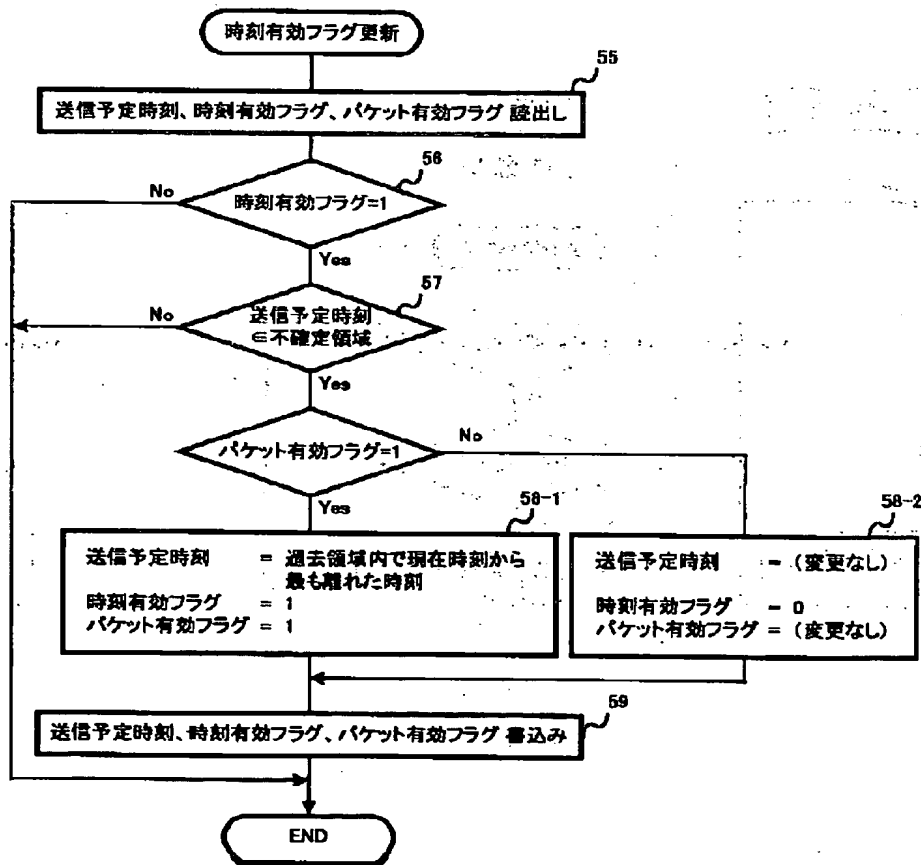 時刻有効フラグ更新
55
送信予定時刻、時刻有効フラグ、パケット有効フラグ 読出し
56
No
時刻有効フラグ=1
Yes
57
No
送信予定時刻
∈不確定領域
Yes
No
パケット有効フラグ=1
Yes
58-1
58-2
送信予定時刻 = 過去領域内で現在時刻から
最も離れた時刻
時刻有効フラグ = 1
パケット有効フラグ = 1
送信予定時刻 = (変更なし)
時刻有効フラグ = 0
パケット有効フラグ = (変更なし)
59
送信予定時刻、時刻有効フラグ、パケット有効フラグ 書込み
END